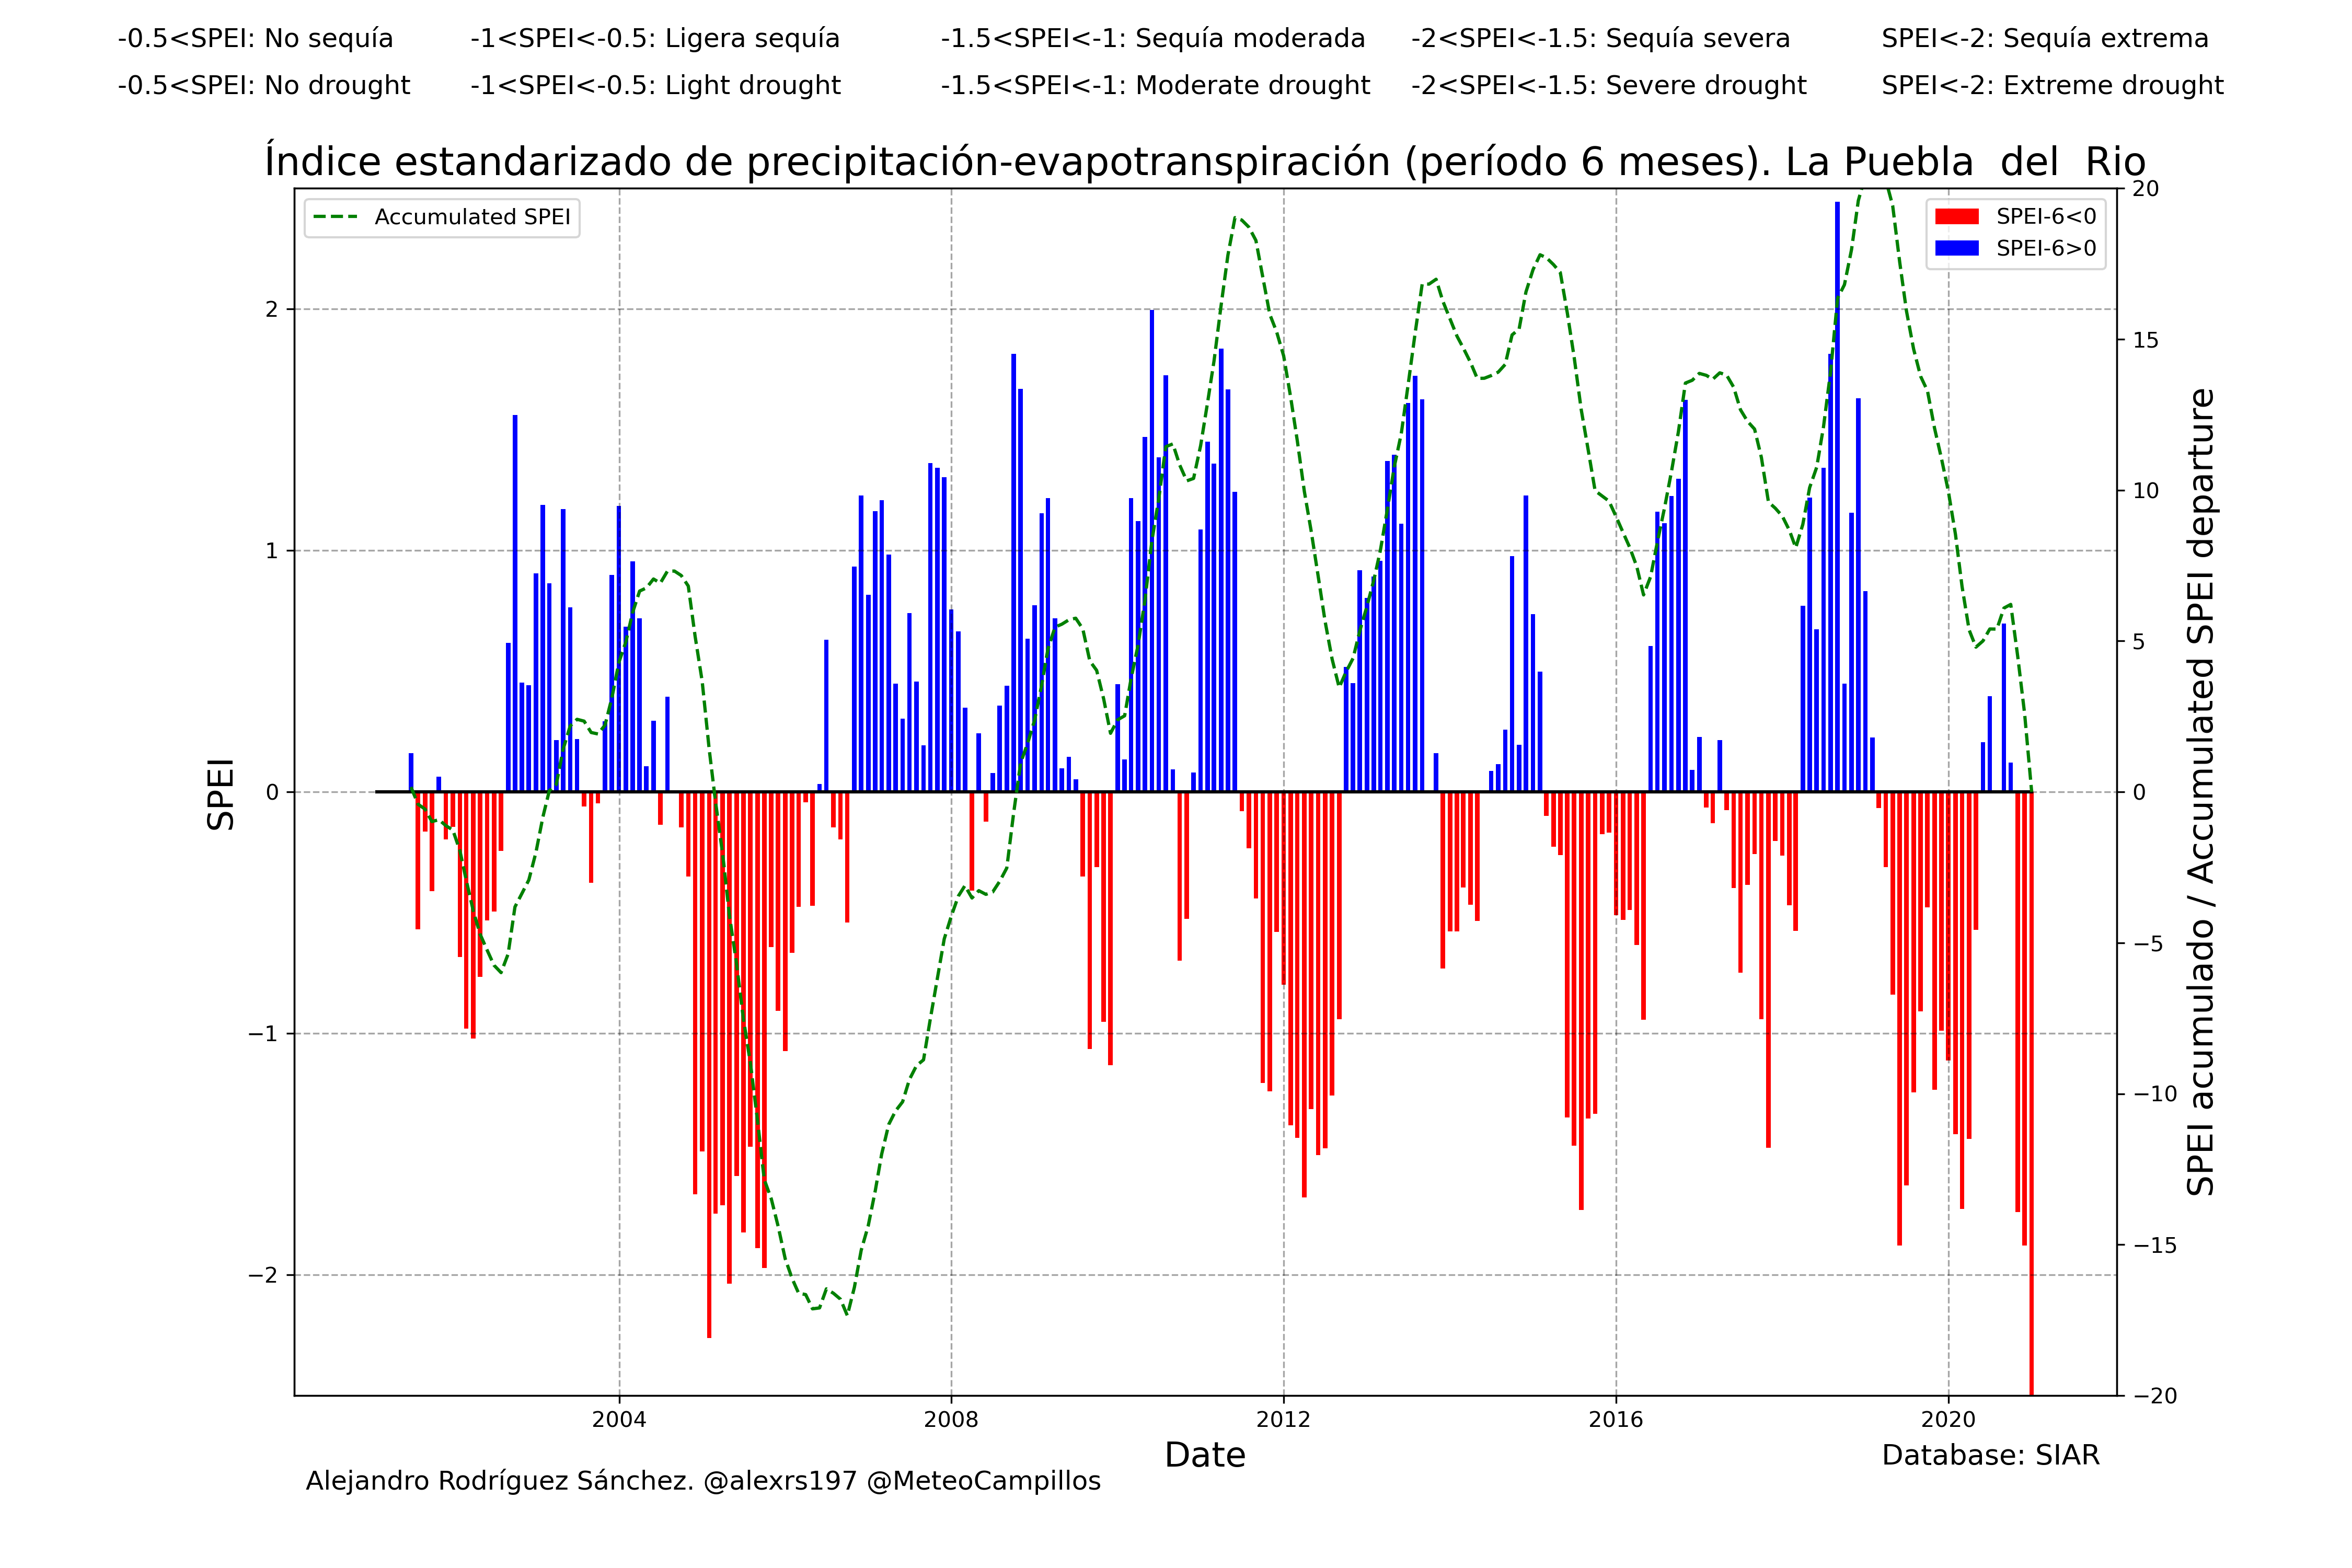 -0.5<SPEI: No sequía -1<SPEI<-0.5: Ligera sequía -1.5<SPEI<-1: Sequía moderada -2<SPEI<-1.5: Sequía severa SPEI<-2: Sequía extrema
-0.5<SPEI: No drought -1<SPEI<-0.5: Light drought -1.5<SPEI<-1: Moderate drought -2<SPEI<-1.5: Severe drought SPEI<-2: Extreme drought
Índice estandarizado de precipitación-evapotranspiración (período 6 meses). La Puebla  del  Rio
Accumulated SPEI
SPEI-6<0
SPEI-6>0
SPEI
2
1
0
−1
−2
20
15
10
5
0
−5
−10
−15
−20
SPEI acumulado / Accumulated SPEI departure
2004 2008 2012 2016 2020
Date
Database: SIAR
Alejandro Rodríguez Sánchez. @alexrs197 @MeteoCampillos